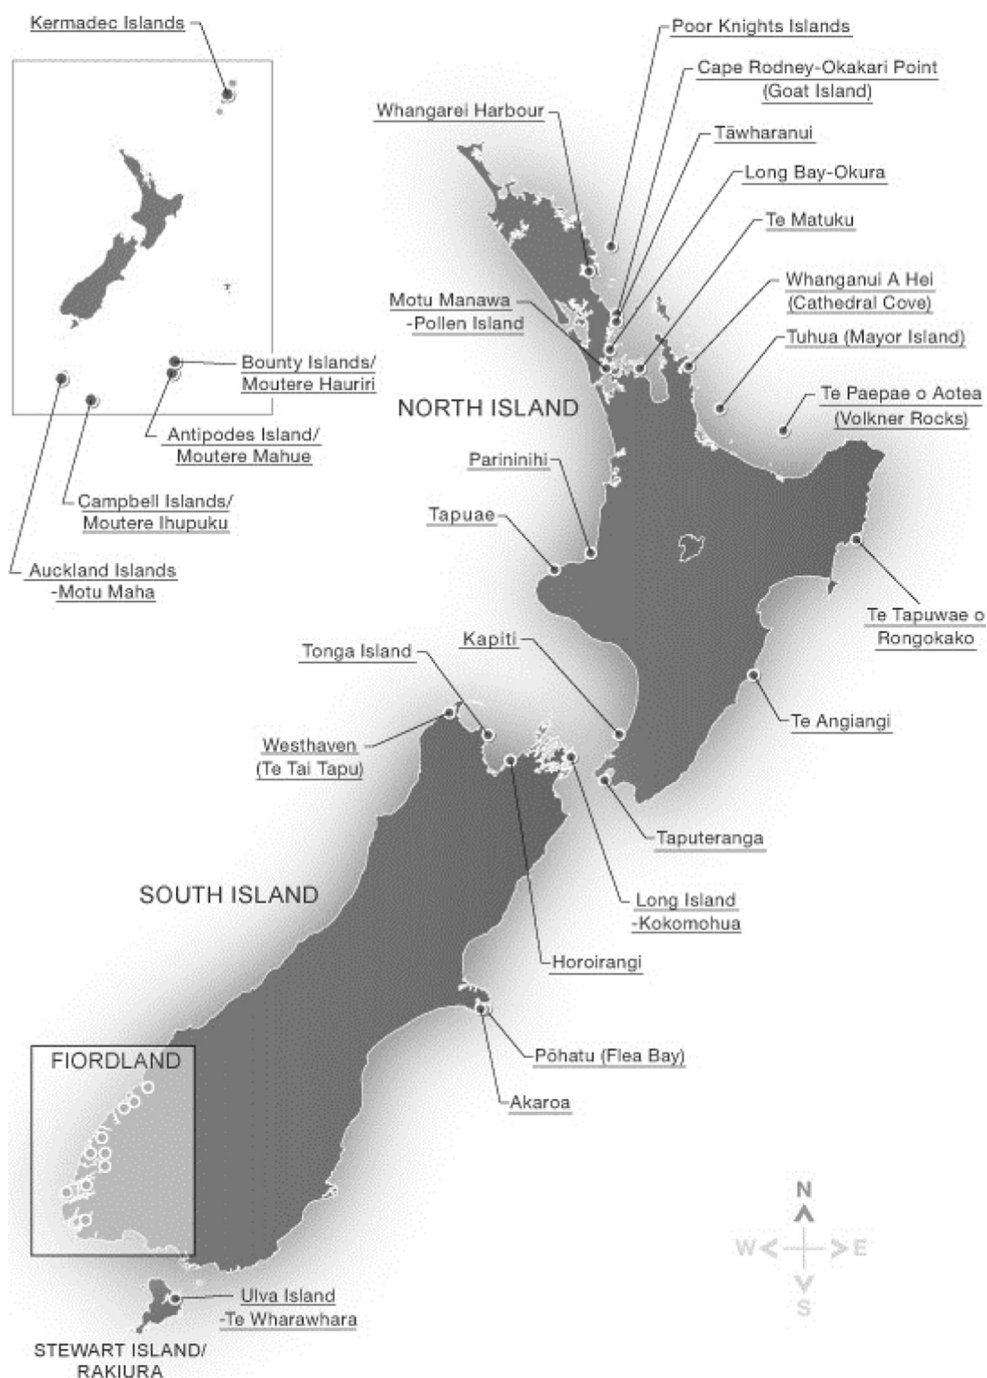 Kermadec Islands
Poor Knights Islands
Cape Rodney-Okakari Point
(Goat Island)
Whangarei Harbour
Tāwharanui
Long Bay-Okura
Te Matuku
Whanganui A Hei
(Cathedral Cove)
Motu Manawa
-Pollen Island
Tuhua (Mayor Island)
Bounty Islands/
Moutere Hauriri
Te Paepae o Aotea
(Volkner Rocks)
NORTH ISLAND
Antipodes Island/
Moutere Mahue
Parininihi
Campbell Islands/
Moutere Ihupuku
Tapuae
Auckland Islands
-Motu Maha
Te Tapuwae o
Rongokako
Kapiti
Tonga Island
Te Angiangi
Westhaven
(Te Tai Tapu)
Taputeranga
SOUTH ISLAND
Long Island
-Kokomohua
Horoirangi
FIORDLAND
Pōhatu (Flea Bay)
Akaroa
N
W
E
S
Ulva Island
-Te Wharawhara
STEWART ISLAND/
RAKIURA